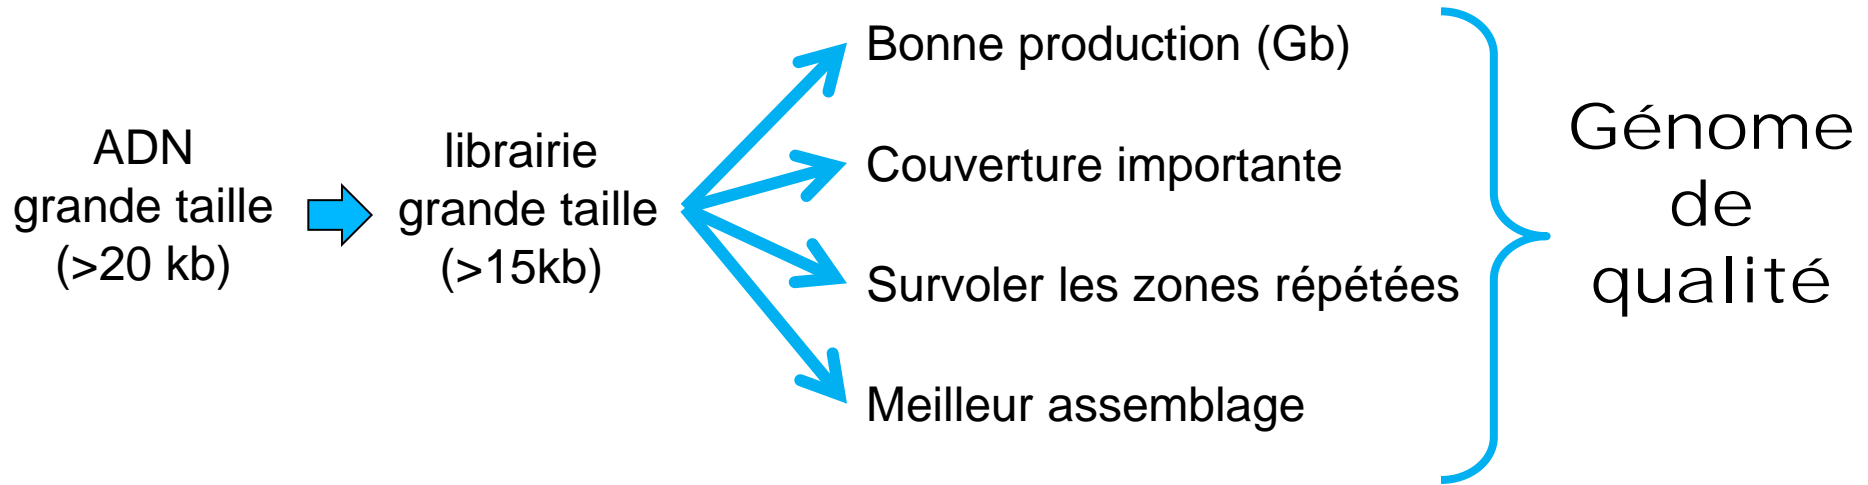 ADN
grande taille
(>20 kb)
librairie
grande taille
(>15kb)
Bonne production (Gb)
Couverture importante
Survoler les zones répétées
Meilleur assemblage
Génome
de
qualité